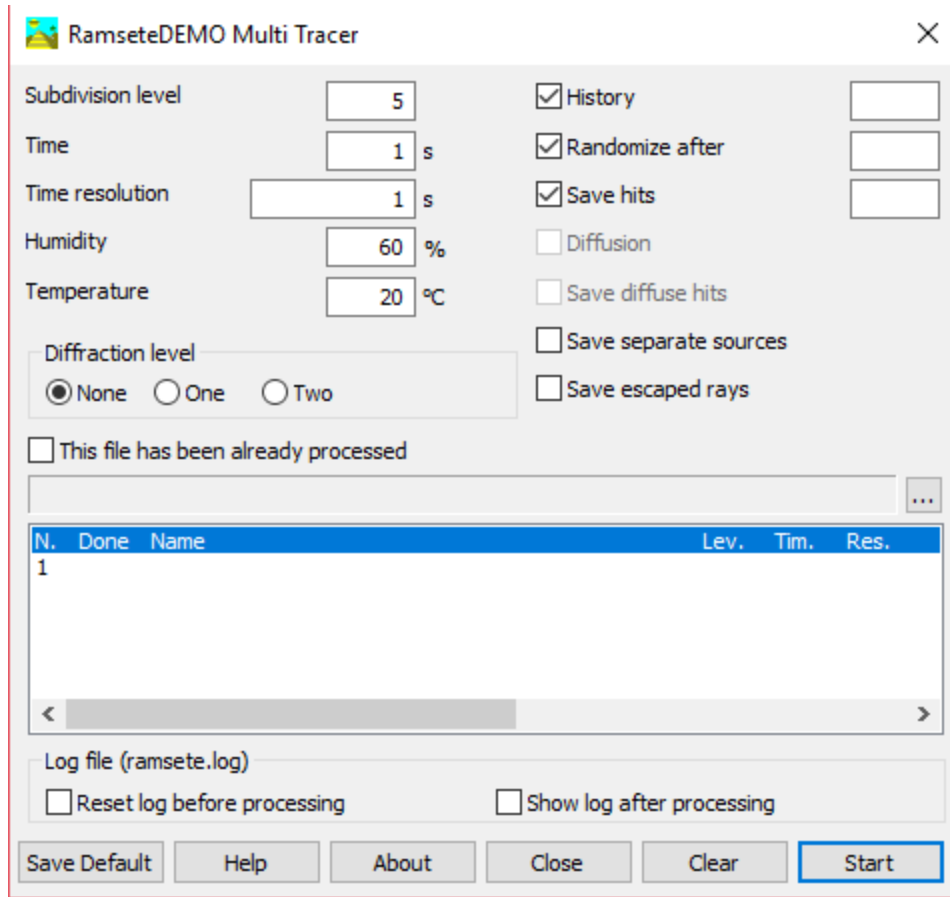 RamseteDEMO Multi Tracer
Subdivision level 5 History
Time 1 s Randomize after
Time resolution 1 s Save hits
Humidity 60 % Diffusion
Temperature 20 ºC Save diffuse hits
Diffraction level Save separate sources
None One Two Save escaped rays
This file has been already processed
...
N. Done Name Lev. Tim. Res.
1
Log file (ramsete.log)
Reset log before processing Show log after processing
Save Default Help About Close Clear Start